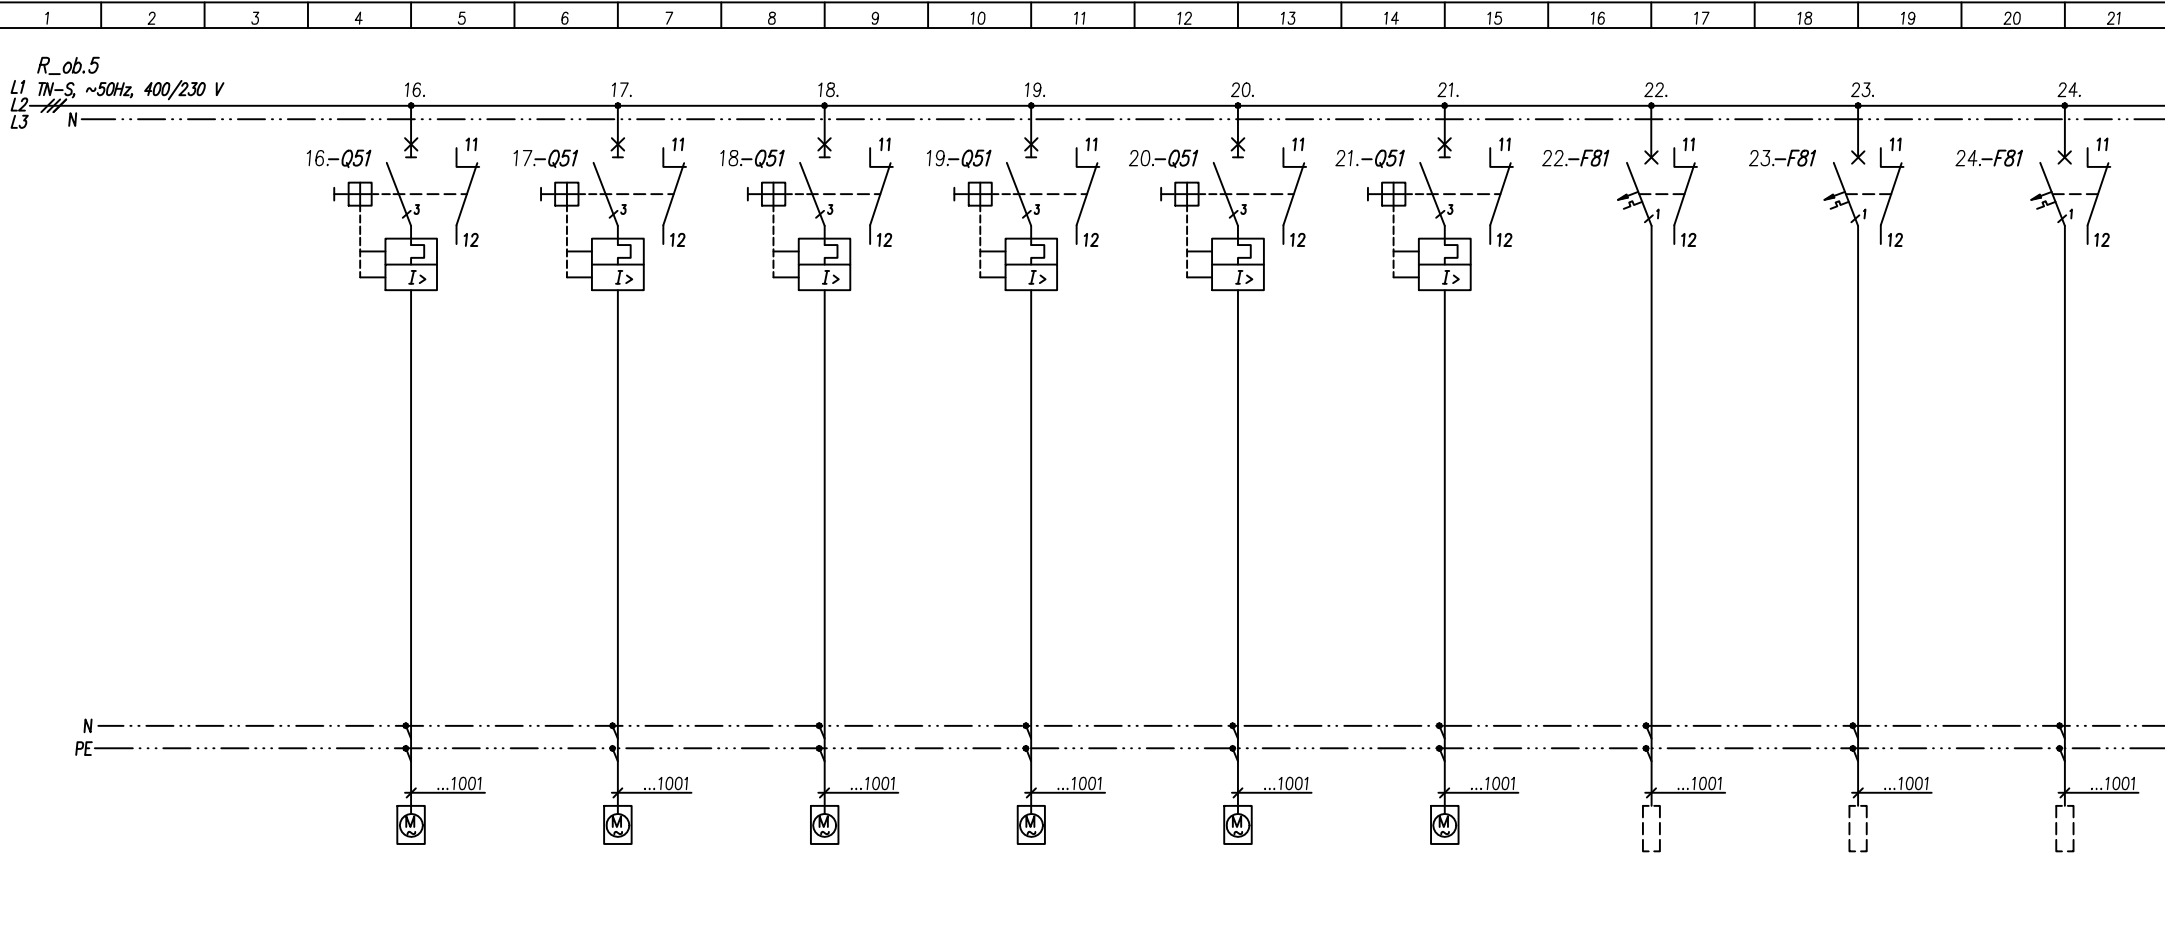 1 2 3 4 5 6 7 8 9 10 11 12 13 14 15 16 17 18 19 20 21
R_ob.5
L1 TN-S, ~50Hz, 400/230 V 16. 17. 18. 19. 20. 21. 22. 23. 24.
L2
L3 N
11 11 11 11 11 11 11 11 11
16.-Q51 17.-Q51 18.-Q51 19.-Q51 20.-Q51 21.-Q51 22.-F81 23.-F81 24.-F81
3 3 3 3 3 3 1 1 1
12 12 12 12 12 12 12 12 12
I> I> I> I> I> I>
N
PE
...1001 ...1001 ...1001 ...1001 ...1001 ...1001 ...1001 ...1001 ...1001
M M M M M M
~ ~ ~ ~ ~ ~